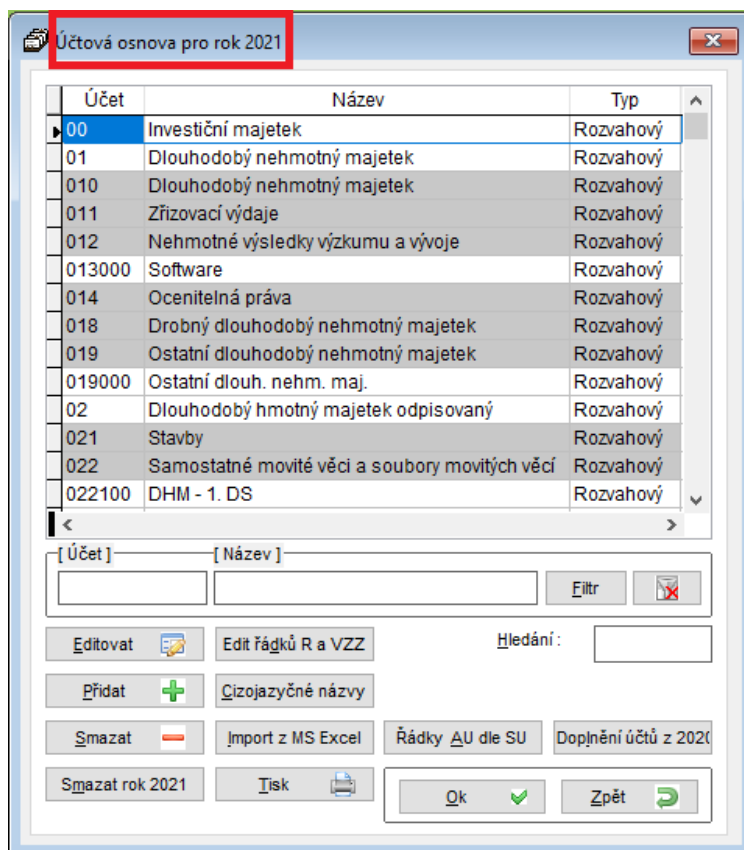 Účtová osnova pro rok 2021
Účet Název Typ
00 Investiční majetek Rozvahový
01 Dlouhodobý nehmotný majetek Rozvahový
010 Dlouhodobý nehmotný majetek Rozvahový
011 Zřizovací výdaje Rozvahový
012 Nehmotné výsledky výzkumu a vývoje Rozvahový
013000 Software Rozvahový
014 Ocenitelná práva Rozvahový
018 Drobný dlouhodobý nehmotný majetek Rozvahový
019 Ostatní dlouhodobý nehmotný majetek Rozvahový
019000 Ostatní dlouh. nehm. maj. Rozvahový
02 Dlouhodobý hmotný majetek odpisovaný Rozvahový
021 Stavby Rozvahový
022 Samostatné movité věci a soubory movitých věcí Rozvahový
022100 DHM - 1. DS Rozvahový
[ Účet ] [ Název ]
Filtr
Editovat Edit řádků R a VZZ Hledání :
Přidat Cizojazyčné názvy
Smazat Import z MS Excel Řádky AU dle SU Doplnění účtů z 2020
Smazat rok 2021 Tisk Ok Zpět